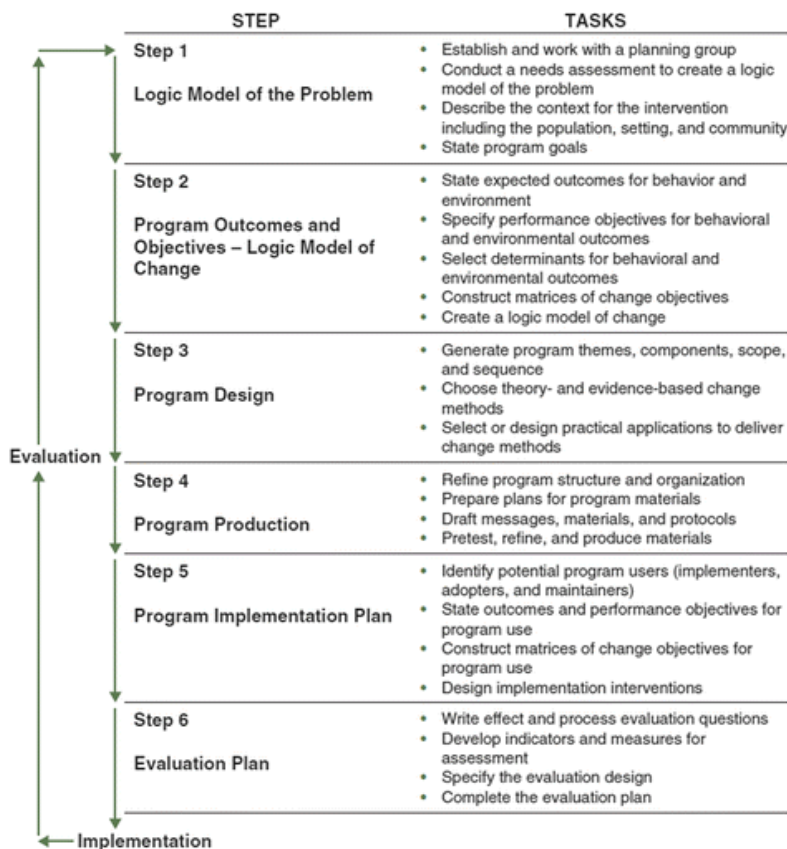 STEP TASKS
Step 1
Logic Model of the Problem
• Establish and work with a planning group
• Conduct a needs assessment to create a logic
model of the problem
• Describe the context for the intervention
including the population, setting, and community
• State program goals
Step 2
Program Outcomes and
Objectives – Logic Model of
Change
• State expected outcomes for behavior and
environment
• Specify performance objectives for behavioral
and environmental outcomes
• Select determinants for behavioral and
environmental outcomes
• Construct matrices of change objectives
• Create a logic model of change
Step 3
Program Design
• Generate program themes, components, scope,
and sequence
• Choose theory- and evidence-based change
methods
• Select or design practical applications to deliver
change methods
Evaluation
Step 4
Program Production
• Refine program structure and organization
• Prepare plans for program materials
• Draft messages, materials, and protocols
• Pretest, refine, and produce materials
Step 5
Program Implementation Plan
• Identify potential program users (implementers,
adopters, and maintainers)
• State outcomes and performance objectives for
program use
• Construct matrices of change objectives for
program use
• Design implementation interventions
Step 6
Evaluation Plan
• Write effect and process evaluation questions
• Develop indicators and measures for
assessment
• Specify the evaluation design
• Complete the evaluation plan
Implementation